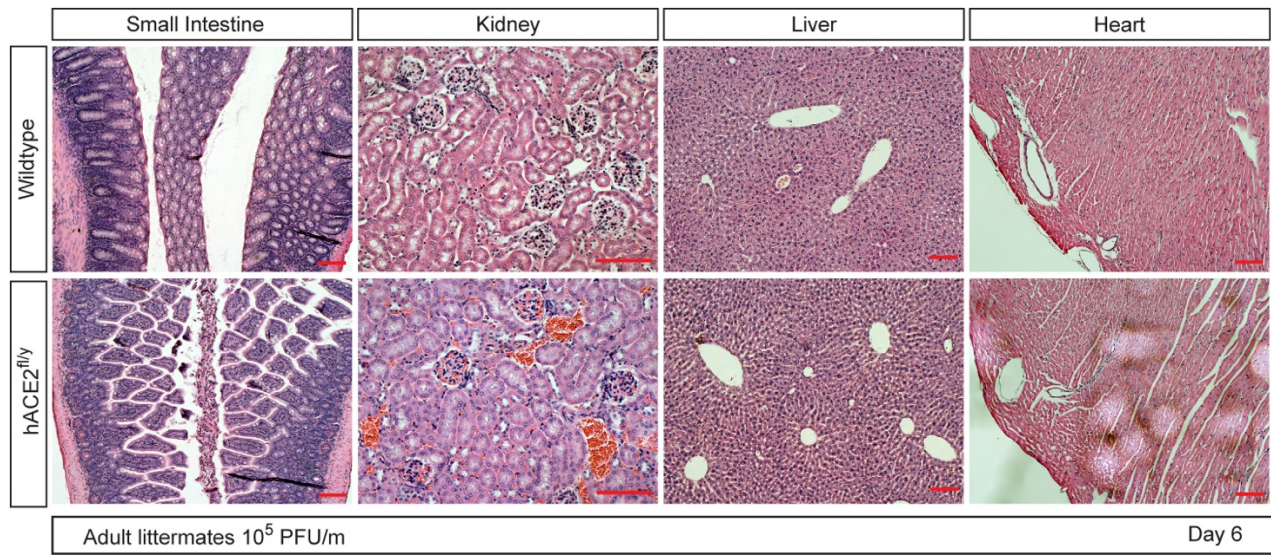 Small Intestine
Kidney
Liver
Heart
Wildtype
hACE2fl/y
Adult littermates 10⁵ PFU/m
Day 6